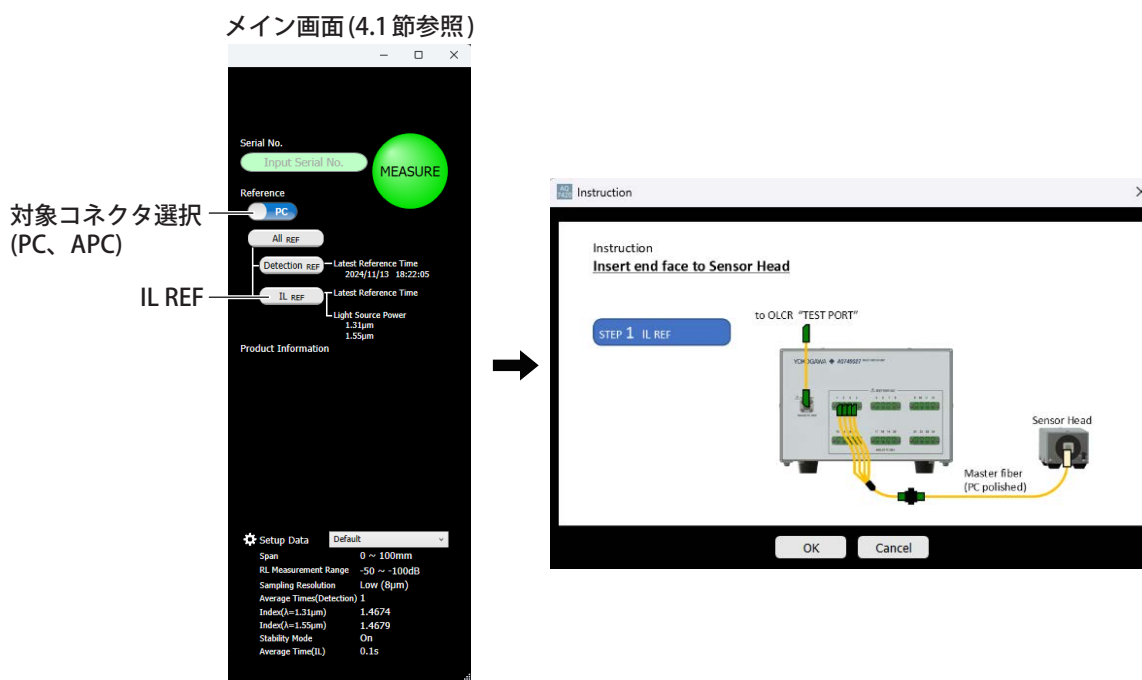 メイン画面(4.1節参照)
Serial No.
Input Serial No.
MEASURE
Reference
PC
対象コネクタ選択
(PC、APC)
All REF
Detection REF
Latest Reference Time
2024/11/13 18:22:05
IL REF
IL REF
Latest Reference Time
Light Source Power
1.31μm
1.55μm
Product Information
Setup Data
Default
Span 0 ~ 100mm
RL Measurement Range -50 ~ -100dB
Sampling Resolution Low (8μm)
Average Times(Detection) 1
Index(λ=1.31μm) 1.4674
Index(λ=1.55μm) 1.4679
Stability Mode On
Average Time(IL) 0.1s
AQ
7420
Instruction
Instruction
Insert end face to Sensor Head
STEP 1 IL REF
to OLCR "TEST PORT"
YOKOGAWA
Sensor Head
Master fiber
(PC polished)
OK
Cancel